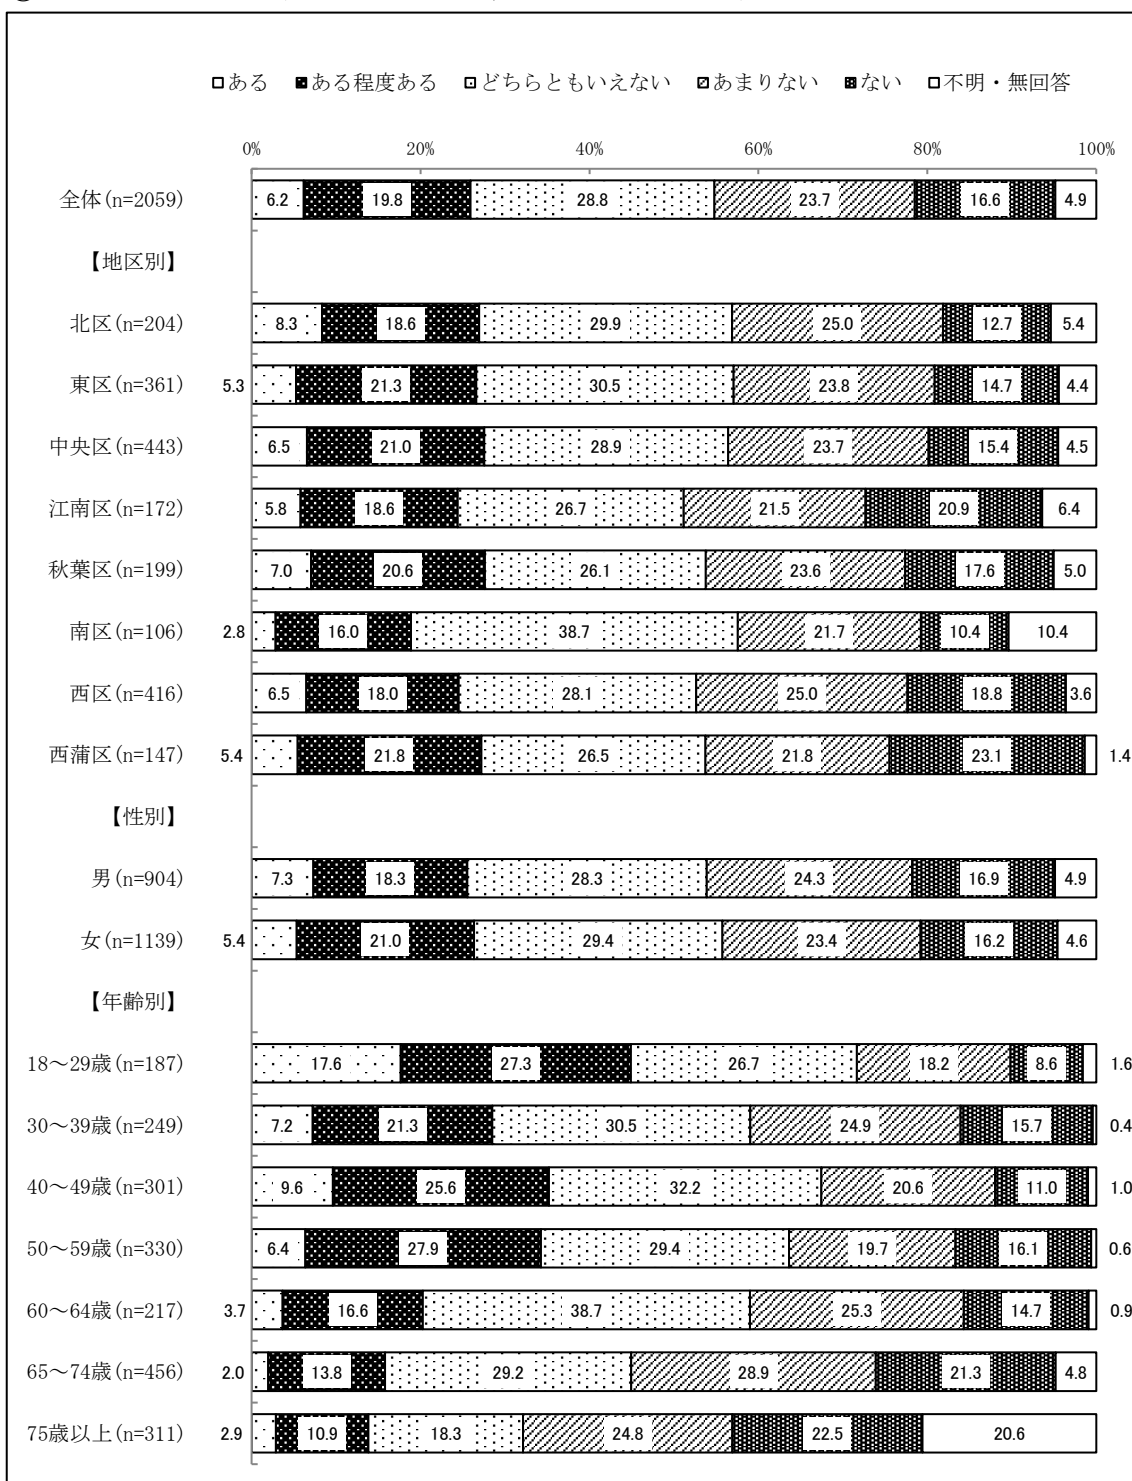 □ある ■ある程度ある □どちらともいえない □あまりない ■ない □不明・無回答
0% 20% 40% 60% 80% 100%
全体(n=2059) 6.2 19.8 28.8 23.7 16.6 4.9
【地区別】
北区(n=204) 8.3 18.6 29.9 25.0 12.7 5.4
東区(n=361) 5.3 21.3 30.5 23.8 14.7 4.4
中央区(n=443) 6.5 21.0 28.9 23.7 15.4 4.5
江南区(n=172) 5.8 18.6 26.7 21.5 20.9 6.4
秋葉区(n=199) 7.0 20.6 26.1 23.6 17.6 5.0
南区(n=106) 2.8 16.0 38.7 21.7 10.4 10.4
西区(n=416) 6.5 18.0 28.1 25.0 18.8 3.6
西蒲区(n=147) 5.4 21.8 26.5 21.8 23.1 1.4
【性別】
男(n=904) 7.3 18.3 28.3 24.3 16.9 4.9
女(n=1139) 5.4 21.0 29.4 23.4 16.2 4.6
【年齢別】
18～29歳(n=187) 17.6 27.3 26.7 18.2 8.6 1.6
30～39歳(n=249) 7.2 21.3 30.5 24.9 15.7 0.4
40～49歳(n=301) 9.6 25.6 32.2 20.6 11.0 1.0
50～59歳(n=330) 6.4 27.9 29.4 19.7 16.1 0.6
60～64歳(n=217) 3.7 16.6 38.7 25.3 14.7 0.9
65～74歳(n=456) 2.0 13.8 29.2 28.9 21.3 4.8
75歳以上(n=311) 2.9 10.9 18.3 24.8 22.5 20.6